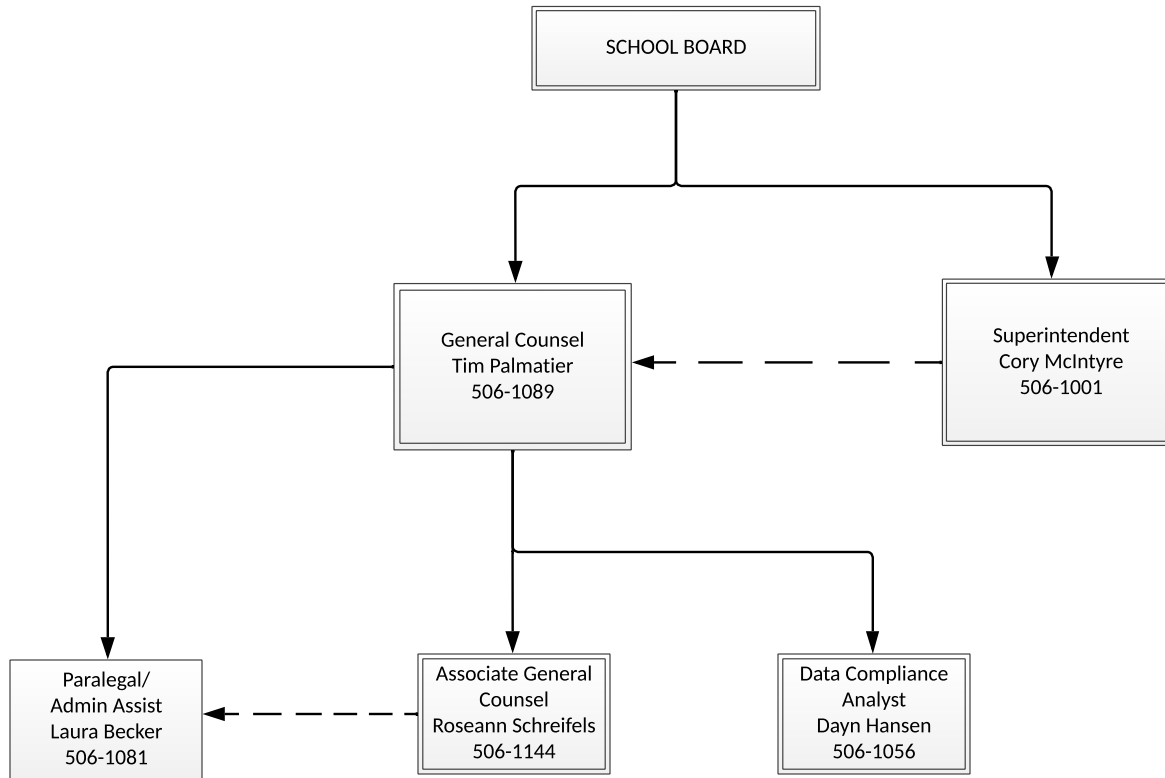 SCHOOL BOARD
General Counsel
Tim Palmatier
506-1089
Superintendent
Cory McIntyre
506-1001
Paralegal/
Admin Assist
Laura Becker
506-1081
Associate General
Counsel
Roseann Schreifels
506-1144
Data Compliance
Analyst
Dayn Hansen
506-1056